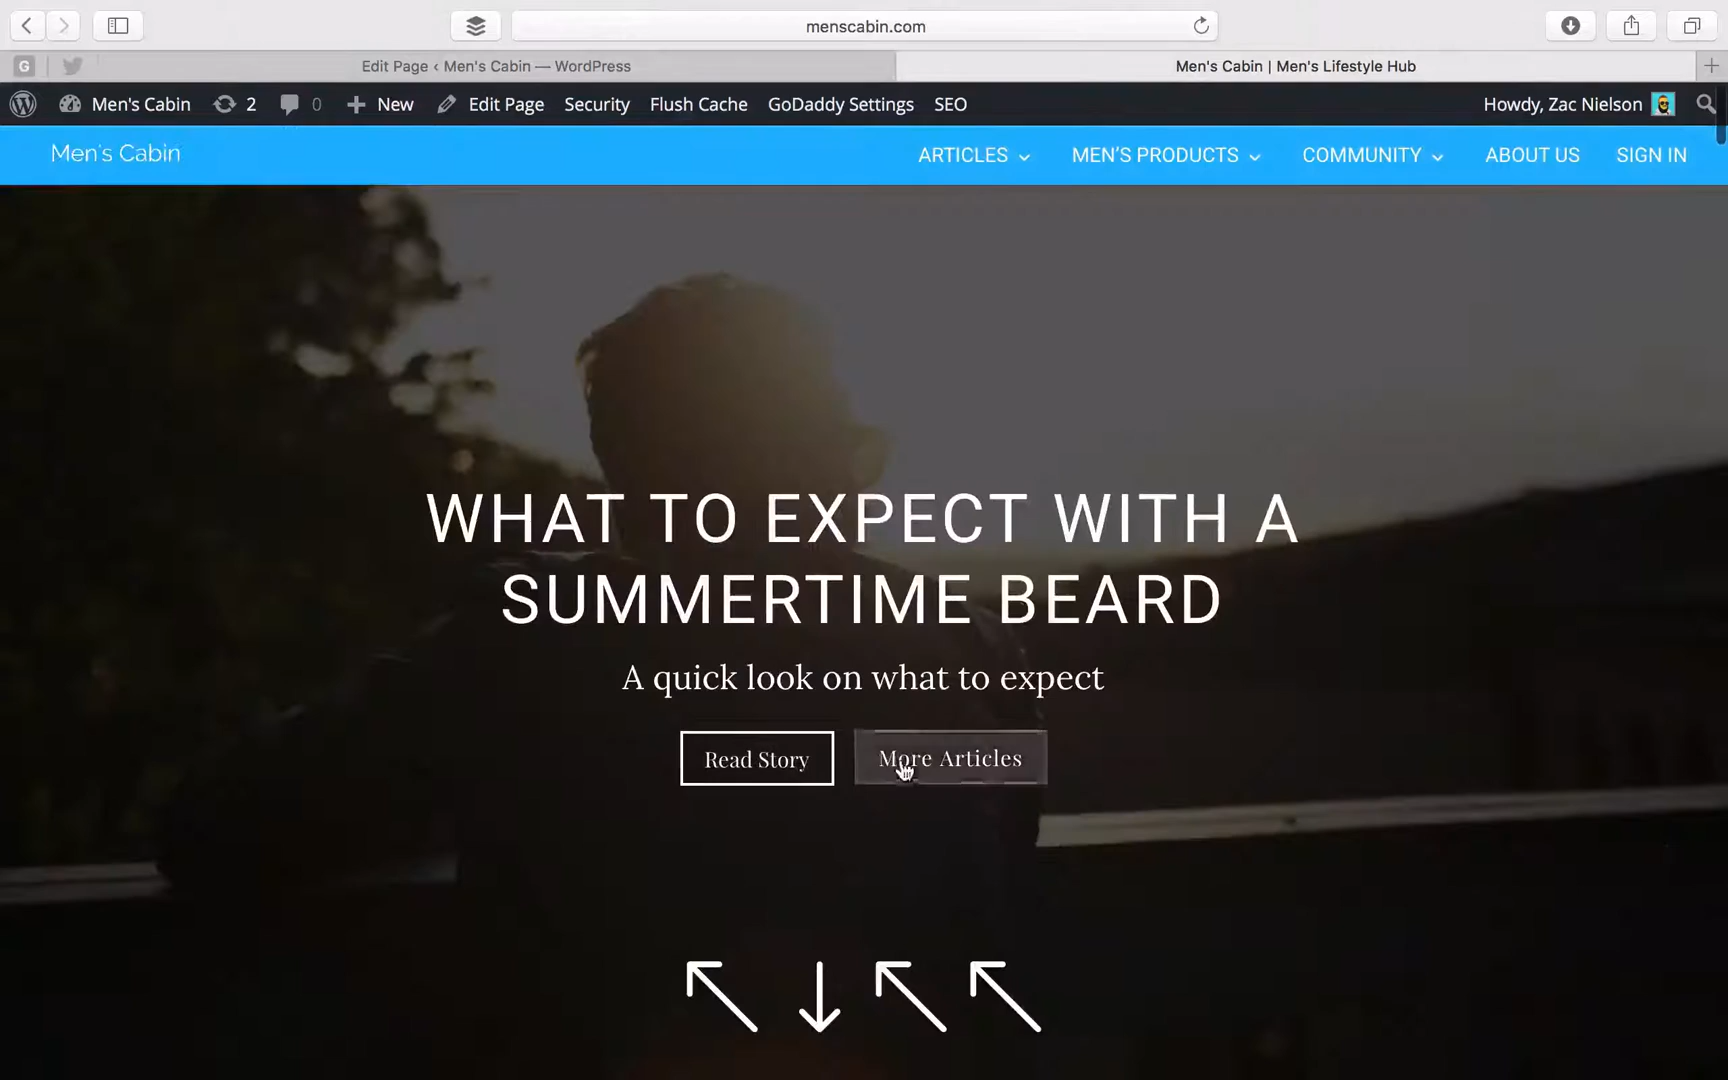 menscabin.com
G
Edit Page ‹ Men's Cabin — WordPress
Men's Cabin | Men's Lifestyle Hub
Men's Cabin 2 0 New Edit Page Security Flush Cache GoDaddy Settings SEO Howdy, Zac Nielson
Men's Cabin ARTICLES MEN’S PRODUCTS COMMUNITY ABOUT US SIGN IN
WHAT TO EXPECT WITH A
SUMMERTIME BEARD
A quick look on what to expect
Read Story More Articles